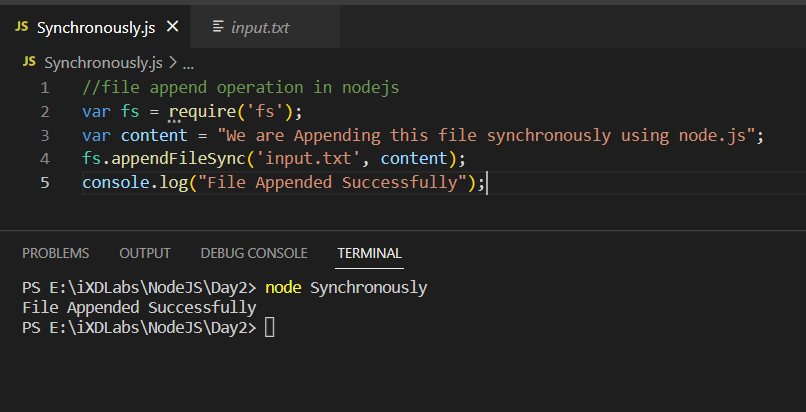 JS Synchronously.js × input.txt
JS Synchronously.js > ...
1 //file append operation in nodejs
2 var fs = require('fs');
3 var content = "We are Appending this file synchronously using node.js";
4 fs.appendFileSync('input.txt', content);
5 console.log("File Appended Successfully");
PROBLEMS OUTPUT DEBUG CONSOLE TERMINAL
PS E:\iXDLabs\NodeJS\Day2> node Synchronously
File Appended Successfully
PS E:\iXDLabs\NodeJS\Day2>